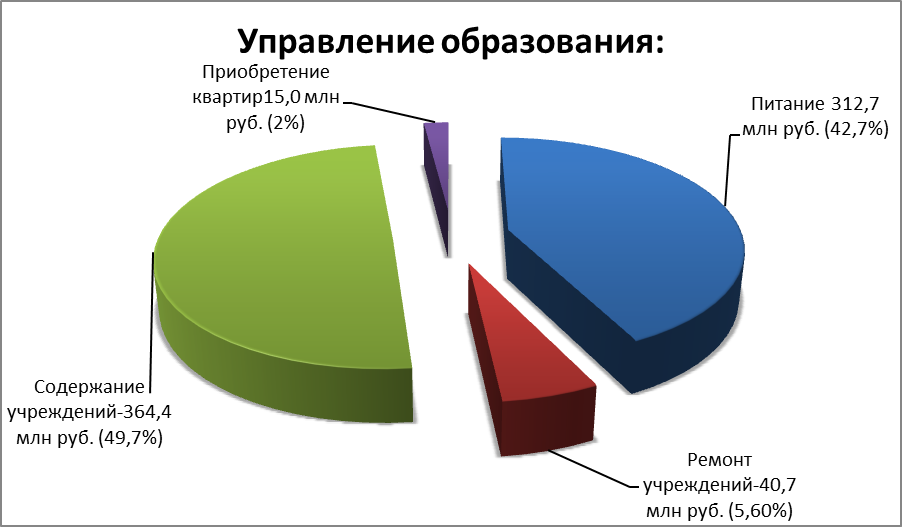 Управление образования:
Приобретение
квартир15,0 млн
руб. (2%)
Питание 312,7
млн руб. (42,7%)
Содержание
учреждений-364,4
млн руб. (49,7%)
Ремонт
учреждений-40,7
млн руб. (5,60%)